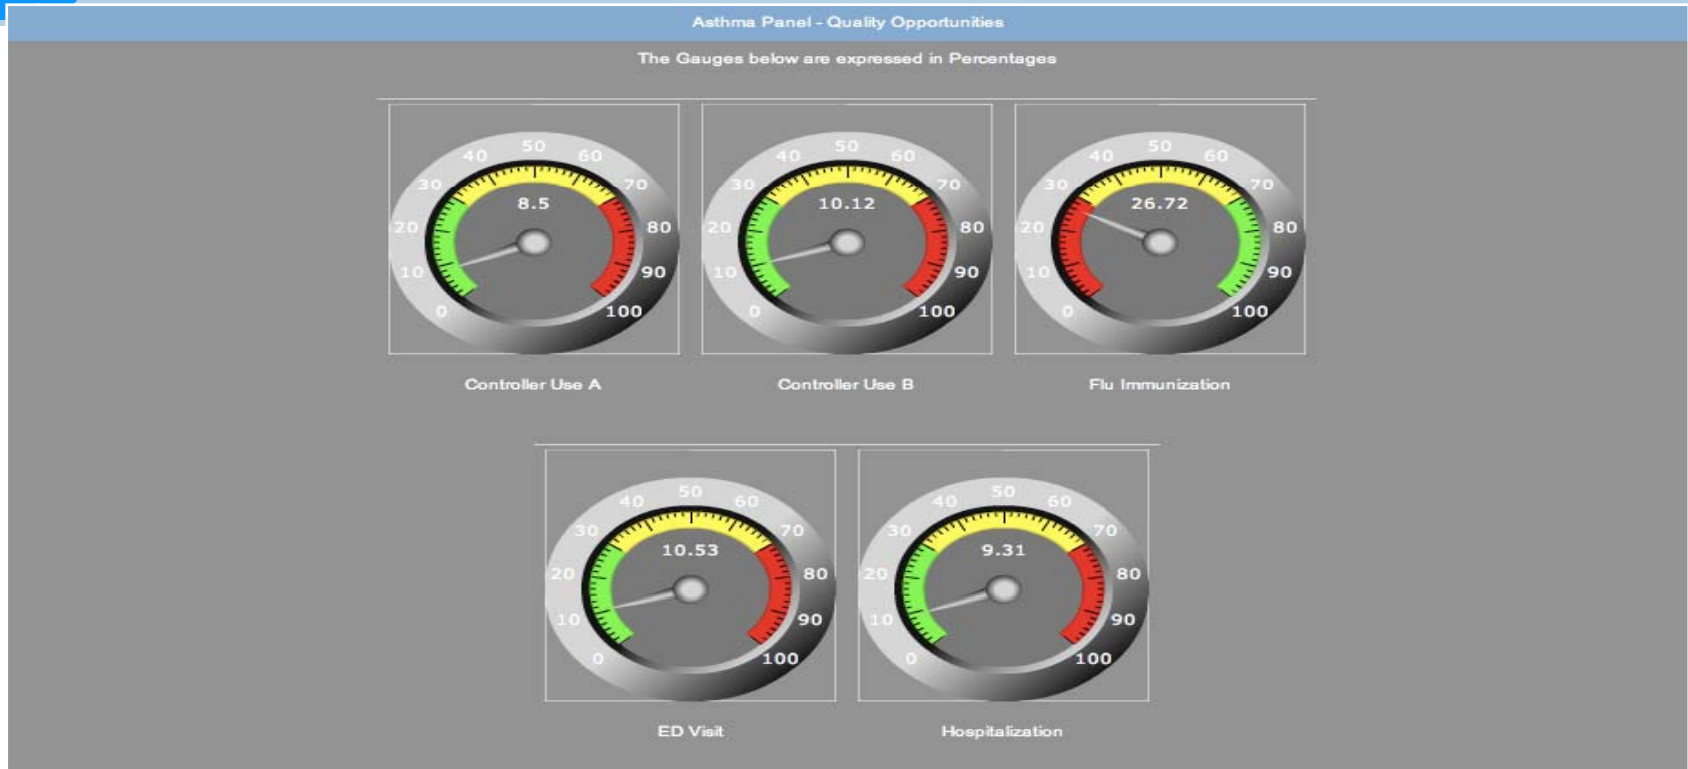 Asthma Panel - Quality Opportunities
The Gauges below are expressed in Percentages
0 10 20 30 40 50 60 70 80 90 100
8.5
0 10 20 30 40 50 60 70 80 90 100
10.12
0 10 20 30 40 50 60 70 80 90 100
26.72
Controller Use A
Controller Use B
Flu Immunization
0 10 20 30 40 50 60 70 80 90 100
10.53
0 10 20 30 40 50 60 70 80 90 100
9.31
ED Visit
Hospitalization